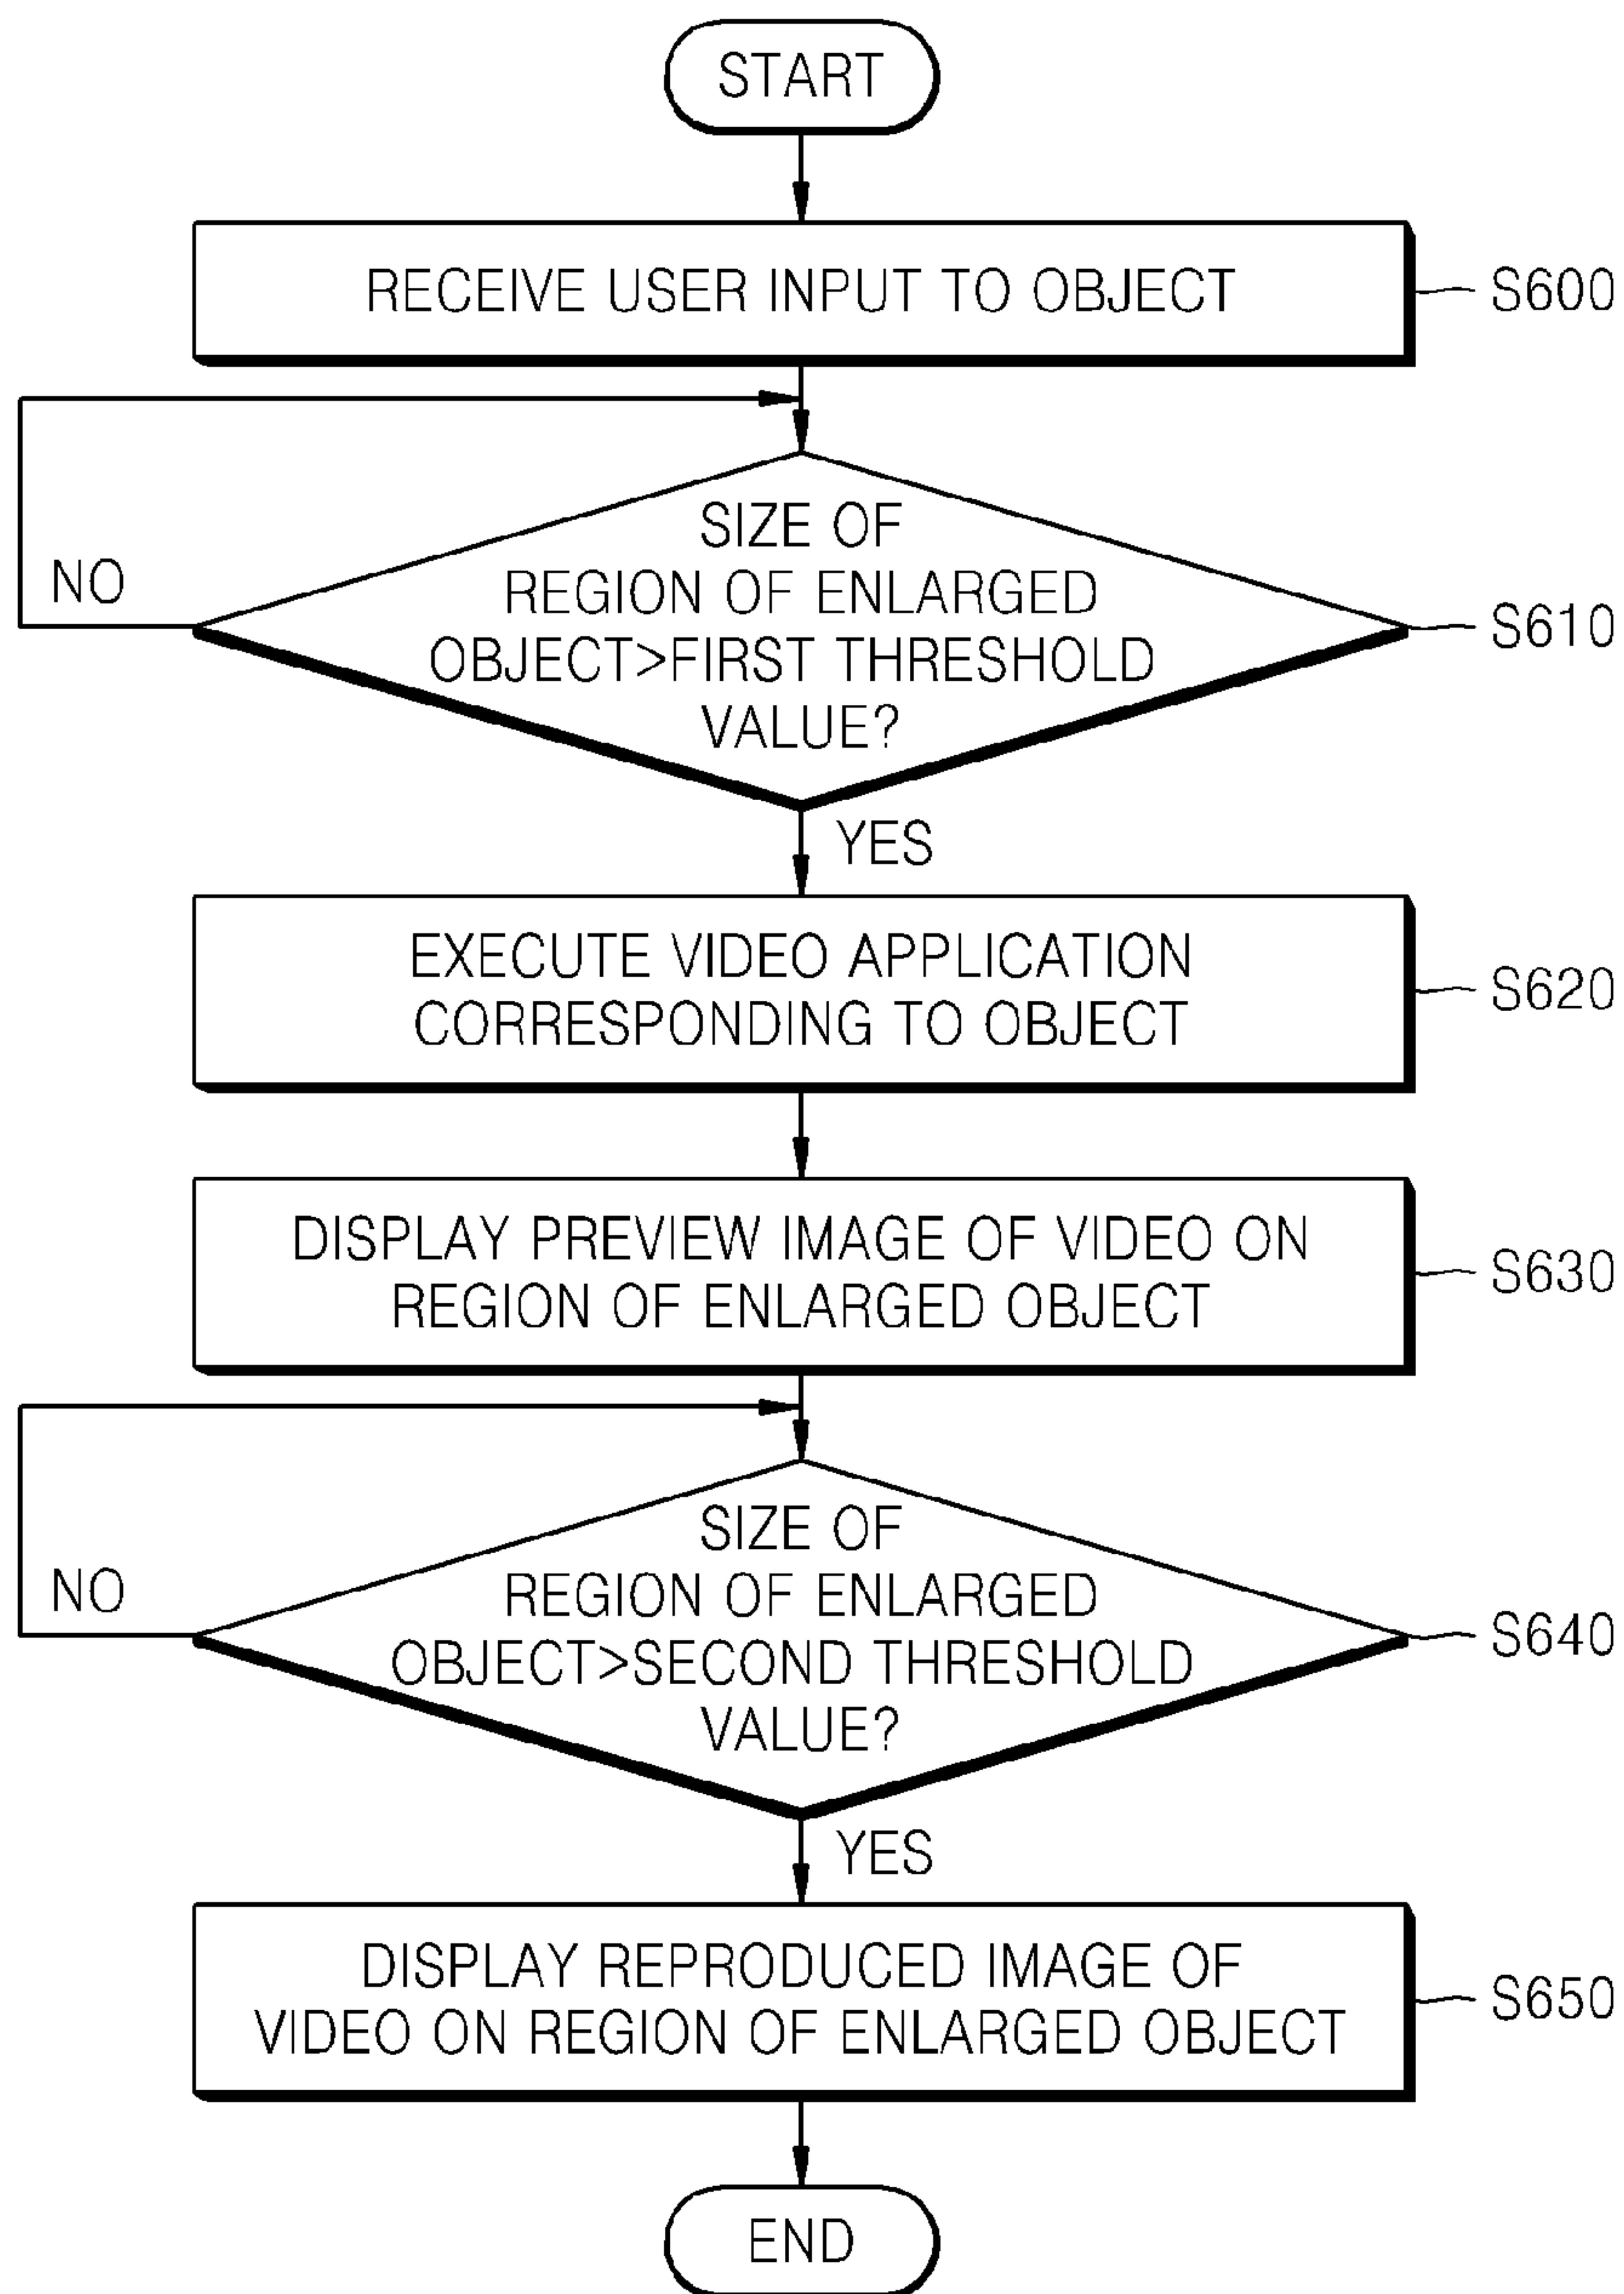 START
RECEIVE USER INPUT TO OBJECT
S600
SIZE OF
REGION OF ENLARGED
OBJECT>FIRST THRESHOLD
VALUE?
S610
NO
YES
EXECUTE VIDEO APPLICATION
CORRESPONDING TO OBJECT
S620
DISPLAY PREVIEW IMAGE OF VIDEO ON
REGION OF ENLARGED OBJECT
S630
SIZE OF
REGION OF ENLARGED
OBJECT>SECOND THRESHOLD
VALUE?
S640
NO
YES
DISPLAY REPRODUCED IMAGE OF
VIDEO ON REGION OF ENLARGED OBJECT
S650
END